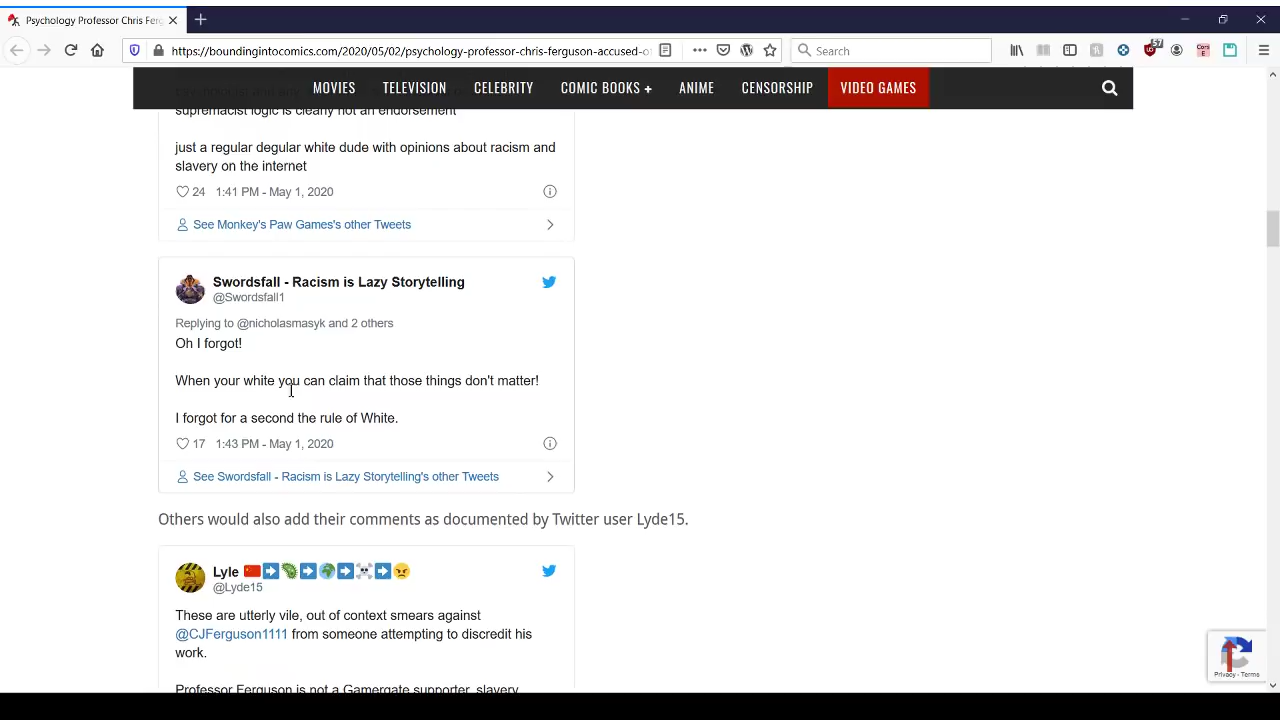 Psychology Professor Chris Ferg
https://boundingintocomics.com/2020/05/02/psychology-professor-chris-ferguson-accused-o
Search
57
MOVIES TELEVISION CELEBRITY COMIC BOOKS + ANIME CENSORSHIP VIDEO GAMES
supremacist logic is clearly not an endorsement
just a regular degular white dude with opinions about racism and
slavery on the internet
24 1:41 PM - May 1, 2020
See Monkey's Paw Games's other Tweets
Swordsfall - Racism is Lazy Storytelling
@Swordsfall1
Replying to @nicholasmasyk and 2 others
Oh I forgot!
When your white you can claim that those things don't matter!
I forgot for a second the rule of White.
17 1:43 PM - May 1, 2020
See Swordsfall - Racism is Lazy Storytelling's other Tweets
Others would also add their comments as documented by Twitter user Lyde15.
Lyle
@Lyde15
These are utterly vile, out of context smears against
@CJFerguson1111 from someone attempting to discredit his
work.
Professor Ferguson is not a Gamergate supporter, slavery
Privacy - Terms